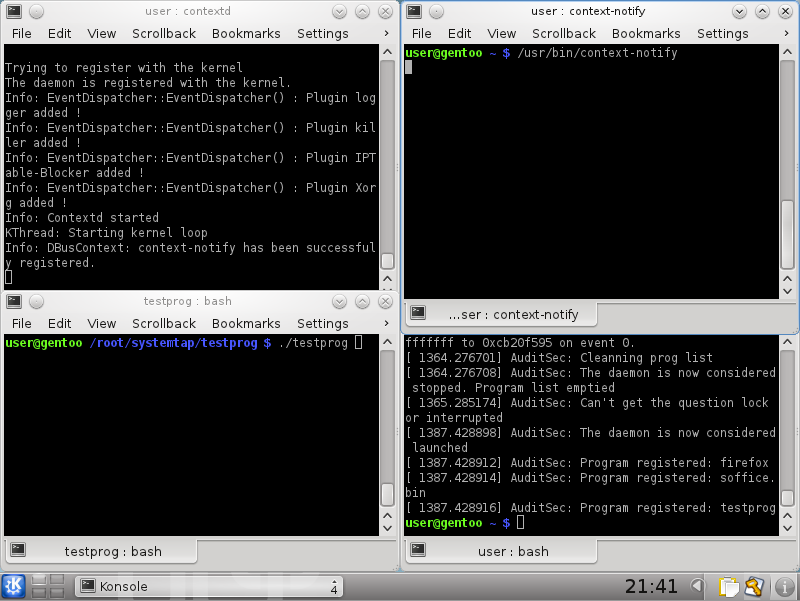 user : contextd
File Edit View Scrollback Bookmarks Settings
Trying to register with the kernel
The daemon is registered with the kernel.
Info: EventDispatcher::EventDispatcher() : Plugin log
ger added !
Info: EventDispatcher::EventDispatcher() : Plugin kil
ler added !
Info: EventDispatcher::EventDispatcher() : Plugin IPT
able-Blocker added !
Info: EventDispatcher::EventDispatcher() : Plugin Xor
g added !
Info: Contextd started
KThread: Starting kernel loop
Info: DBusContext: context-notify has been successful
y registered.
user : context-notify
File Edit View Scrollback Bookmarks Settings
user@gentoo ~ $ /usr/bin/context-notify
...ser : context-notify
testprog : bash
File Edit View Scrollback Bookmarks Settings
user@gentoo /root/systemtap/testprog $ ./testprog
testprog : bash
fffffff to 0xcb20f595 on event 0.
[ 1364.276701] AuditSec: Cleanning prog list
[ 1364.276708] AuditSec: The daemon is now considered
stopped. Program list emptied
[ 1365.285174] AuditSec: Can't get the question lock
or interrupted
[ 1387.428898] AuditSec: The daemon is now considered
launched
[ 1387.428912] AuditSec: Program registered: firefox
[ 1387.428914] AuditSec: Program registered: soffice.
bin
[ 1387.428916] AuditSec: Program registered: testprog
user@gentoo ~ $
user : bash
Konsole 4
21:41